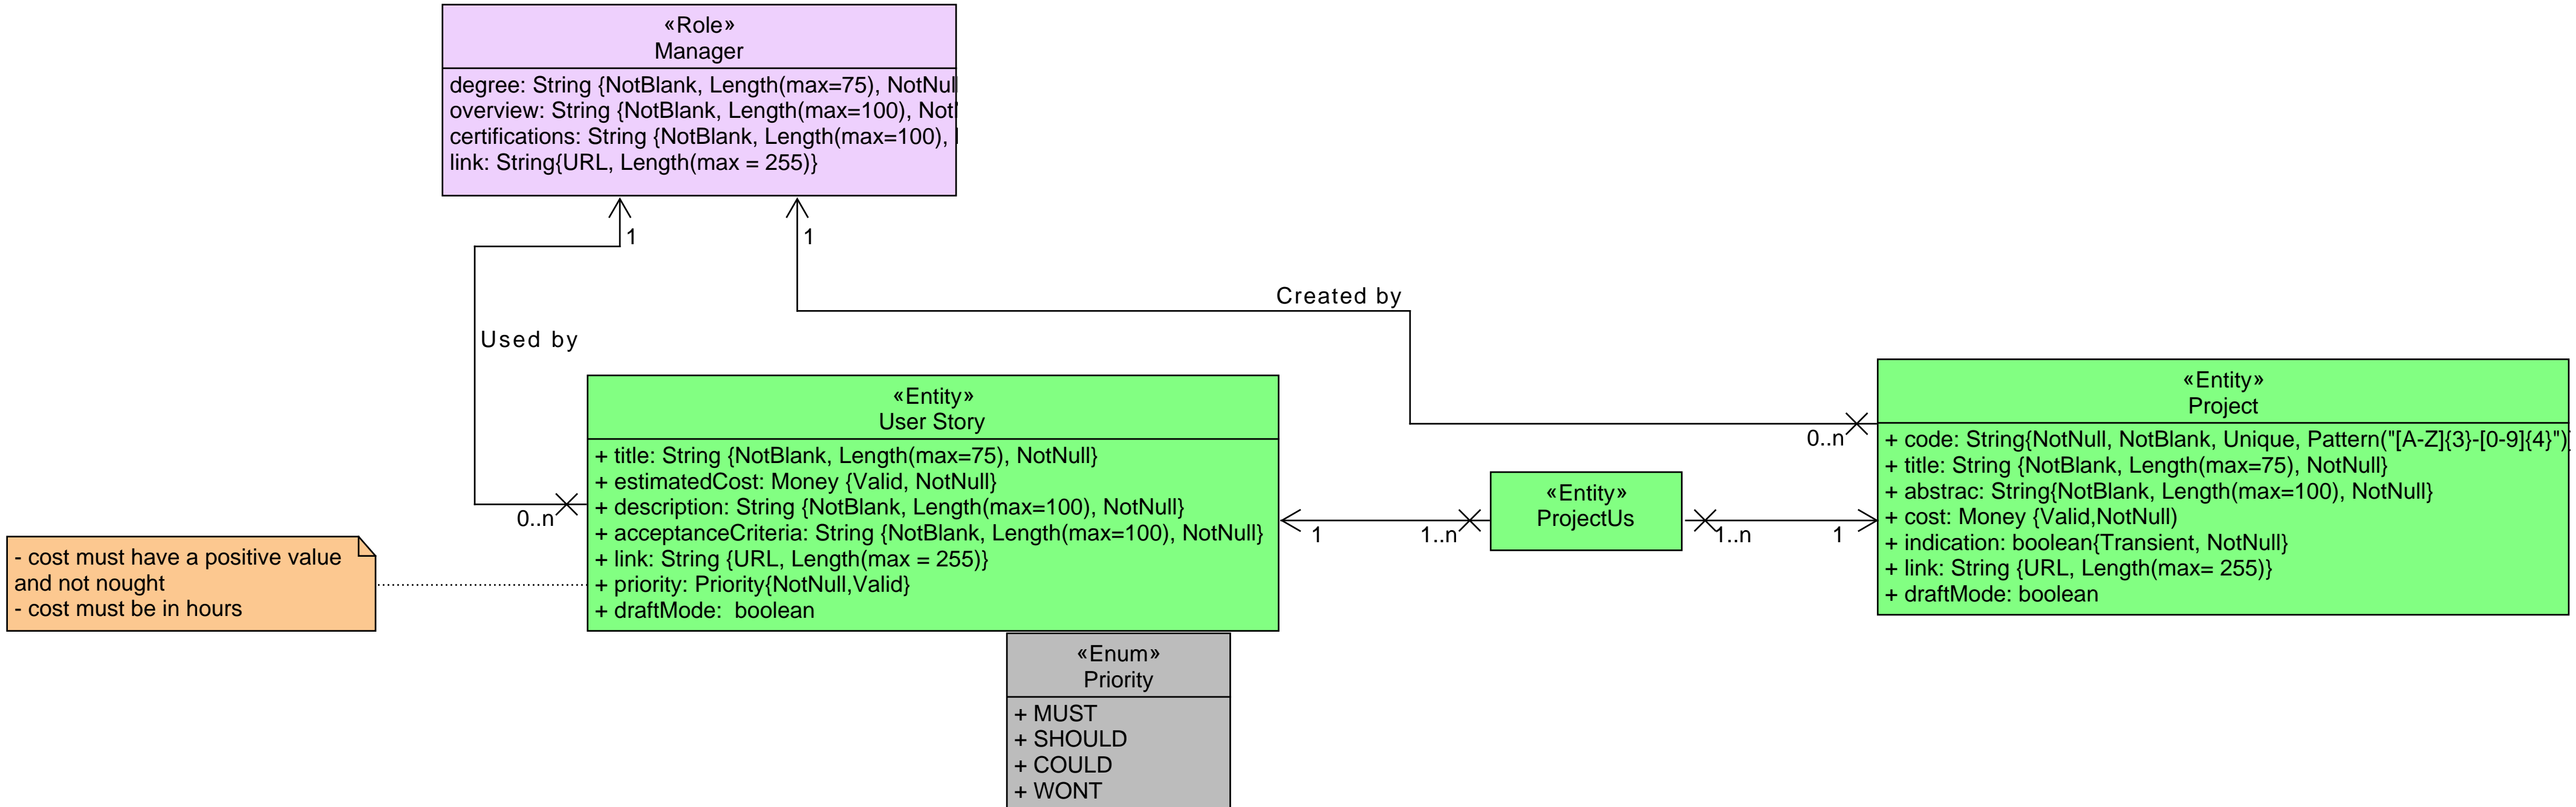 «Role»
Manager
degree: String {NotBlank, Length(max=75), NotNull
overview: String {NotBlank, Length(max=100), Not
certifications: String {NotBlank, Length(max=100),
link: String{URL, Length(max = 255)}
1
1
Created by
Used by
«Entity»
User Story
+ title: String {NotBlank, Length(max=75), NotNull}
+ estimatedCost: Money {Valid, NotNull}
+ description: String {NotBlank, Length(max=100), NotNull}
+ acceptanceCriteria: String {NotBlank, Length(max=100), NotNull}
+ link: String {URL, Length(max = 255)}
+ priority: Priority{NotNull,Valid}
+ draftMode:  boolean
0..n
- cost must have a positive value
and not nought
- cost must be in hours
«Enum»
Priority
+ MUST
+ SHOULD
+ COULD
+ WONT
1
1..n
«Entity»
ProjectUs
1..n
1
0..n
«Entity»
Project
+ code: String{NotNull, NotBlank, Unique, Pattern("[A-Z]{3}-[0-9]{4}")
+ title: String {NotBlank, Length(max=75), NotNull}
+ abstrac: String{NotBlank, Length(max=100), NotNull}
+ cost: Money {Valid,NotNull)
+ indication: boolean{Transient, NotNull}
+ link: String {URL, Length(max= 255)}
+ draftMode: boolean